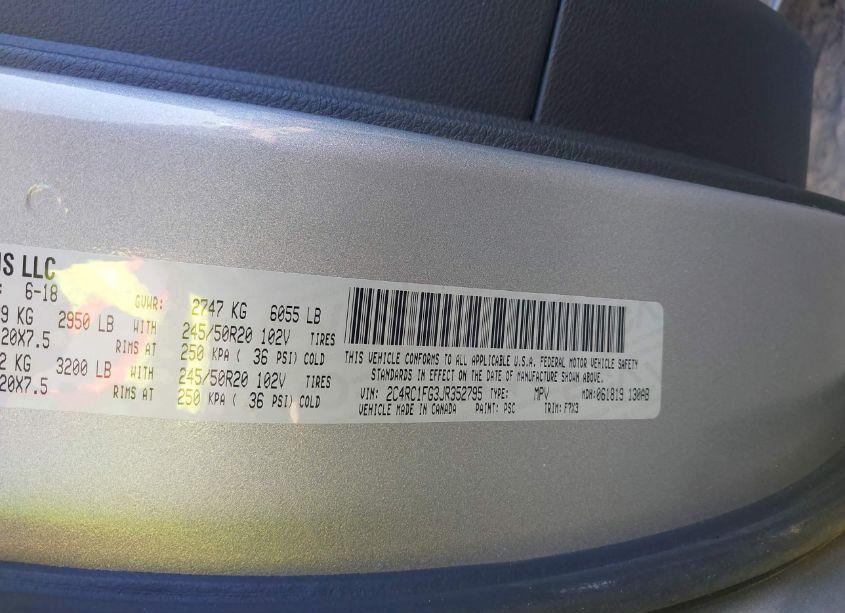 US LLC
: 6-18 GVWR: 2747 KG 6055 LB
9 KG 2950 LB WITH 245/50R20 102V TIRES
20X7.5 RIMS AT 250 KPA ( 36 PSI) COLD
2 KG 3200 LB WITH 245/50R20 102V TIRES
20X7.5 RIMS AT 250 KPA ( 36 PSI) COLD
THIS VEHICLE CONFORMS TO ALL APPLICABLE U.S.A. FEDERAL MOTOR VEHICLE SAFETY
STANDARDS IN EFFECT ON THE DATE OF MANUFACTURE SHOWN ABOVE.
VIN: 2C4RC1FG3JR352795 TYPE: MPV MDH:061819 130AB
VEHICLE MADE IN CANADA PAINT: PSC TRIM: F7X3